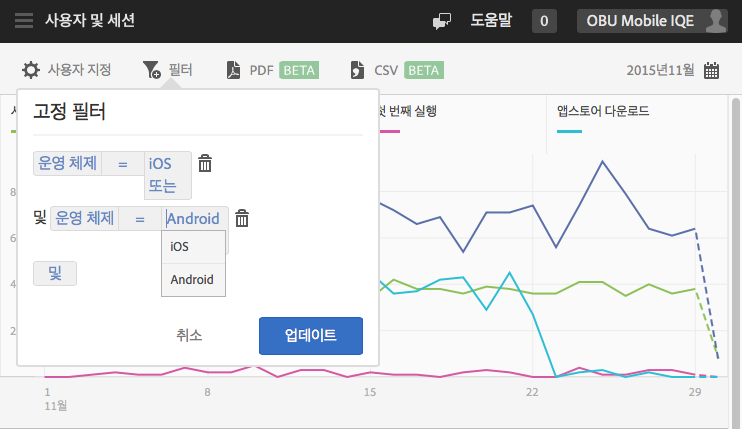 사용자 및 세션
도움말
0
OBU Mobile IQE
사용자 지정
필터
PDF BETA
CSV BETA
2015년11월
고정 필터
첫 번째 실행
앱스토어 다운로드
운영 체제 = iOS
또는
및 운영 체제 = Android
iOS
Android
및
취소
업데이트
8
6
4
2
1
8
15
22
29
11월